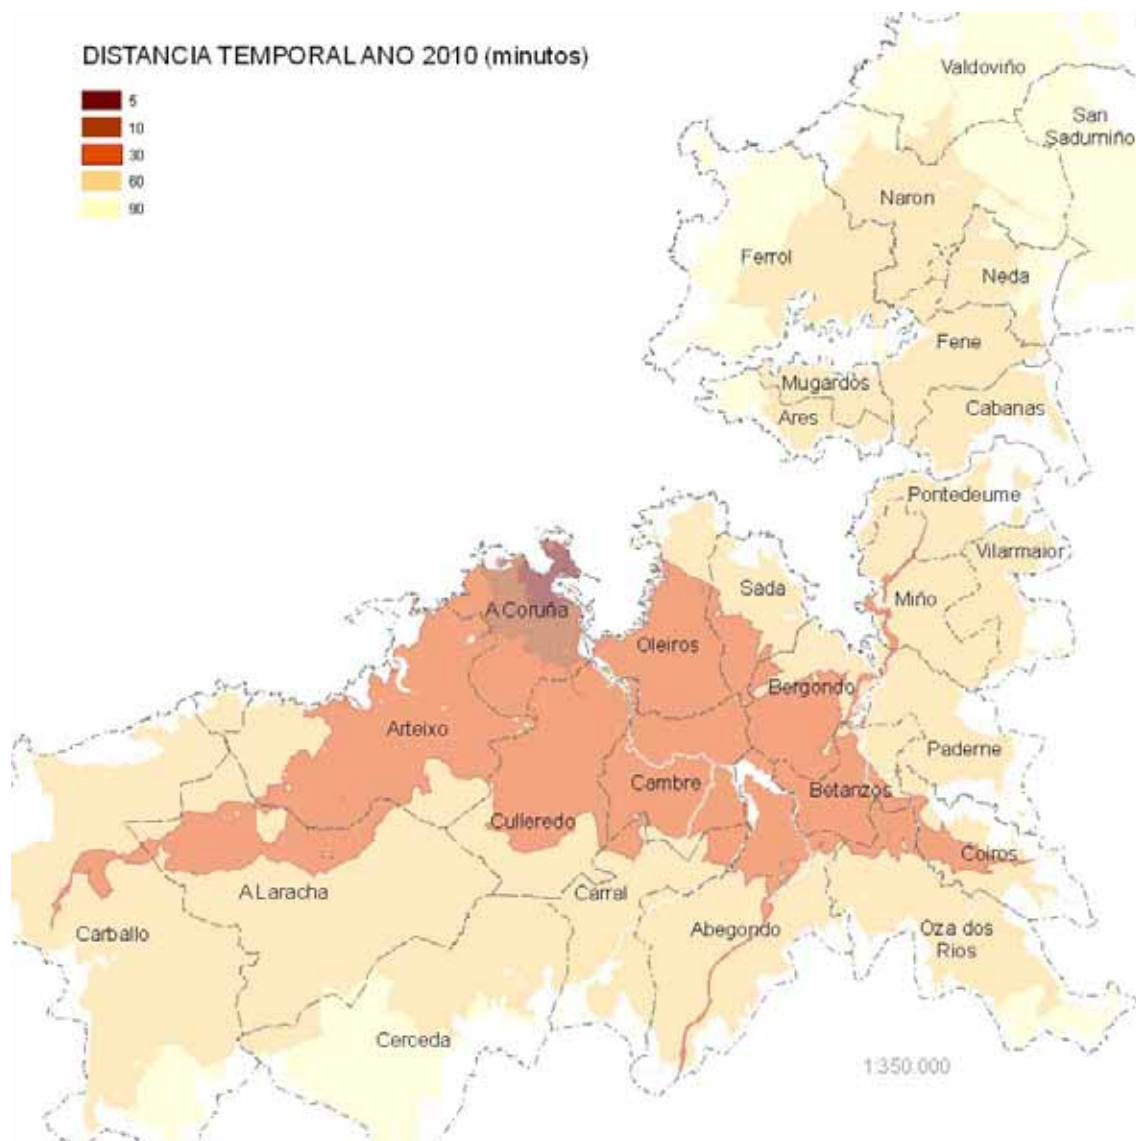 DISTANCIA TEMPORAL ANO 2010 (minutos)
5
10
30
60
90
Valdoviño
San
Sadurniño
Naron
Ferrol
Neda
Fene
Mugardos
Ares
Cabanas
Pontedeume
Vilarmaior
Sada
Miño
A Coruña
Oleiros
Bergondo
Arteixo
Paderne
Cambre
Betanzos
Culleredo
Coiros
A Laracha
Carral
Carballo
Abegondo
Oza dos
Rios
Cerceda
1:350.000